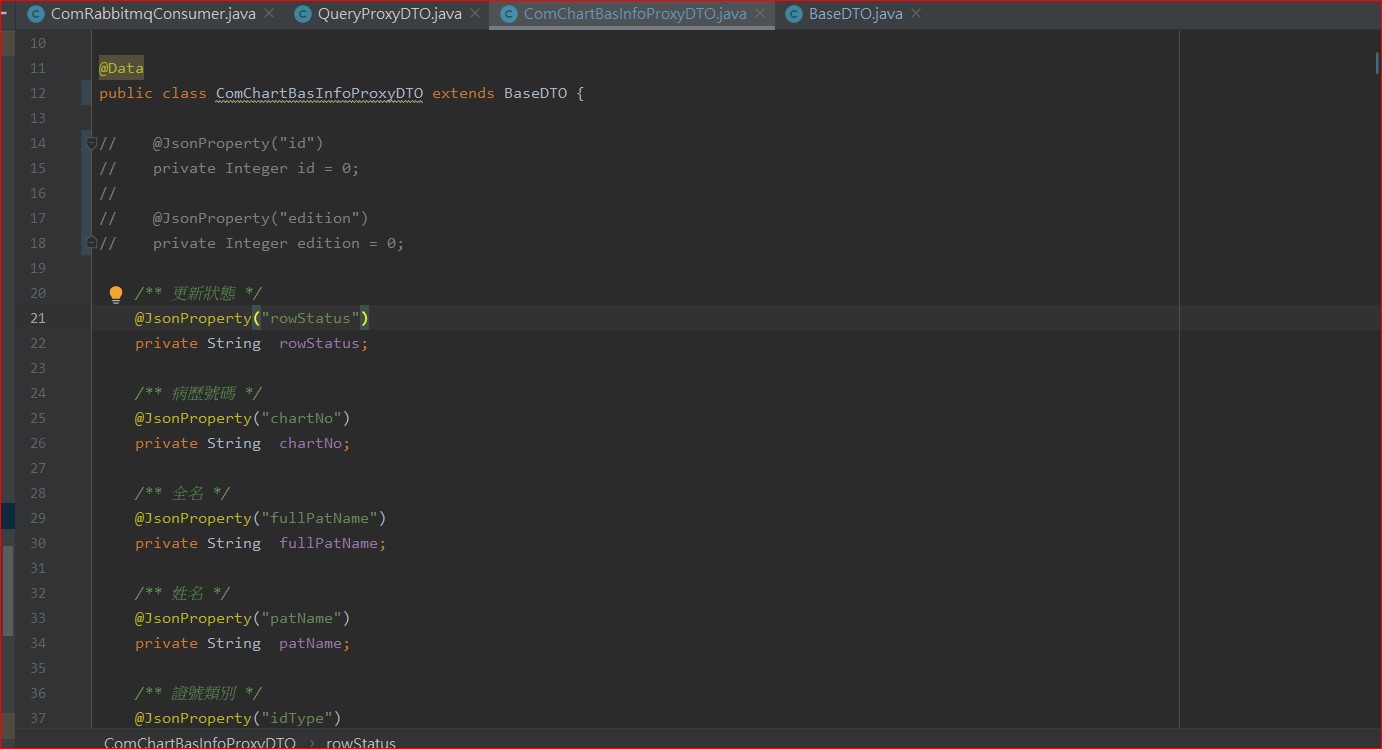 ComRabbitmqConsumer.java QueryProxyDTO.java ComChartBasInfoProxyDTO.java BaseDTO.java
10
11 @Data
12 public class ComChartBasInfoProxyDTO extends BaseDTO {
13
14 //    @JsonProperty("id")
15 //    private Integer id = 0;
16 //
17 //    @JsonProperty("edition")
18 //    private Integer edition = 0;
19
20 /** 更新狀態 */
21 @JsonProperty("rowStatus")
22 private String  rowStatus;
23
24 /** 病歷號碼 */
25 @JsonProperty("chartNo")
26 private String  chartNo;
27
28 /** 全名 */
29 @JsonProperty("fullPatName")
30 private String  fullPatName;
31
32 /** 姓名 */
33 @JsonProperty("patName")
34 private String  patName;
35
36 /** 證號類別 */
37 @JsonProperty("idType")
ComChartBasInfoProxyDTO › rowStatus